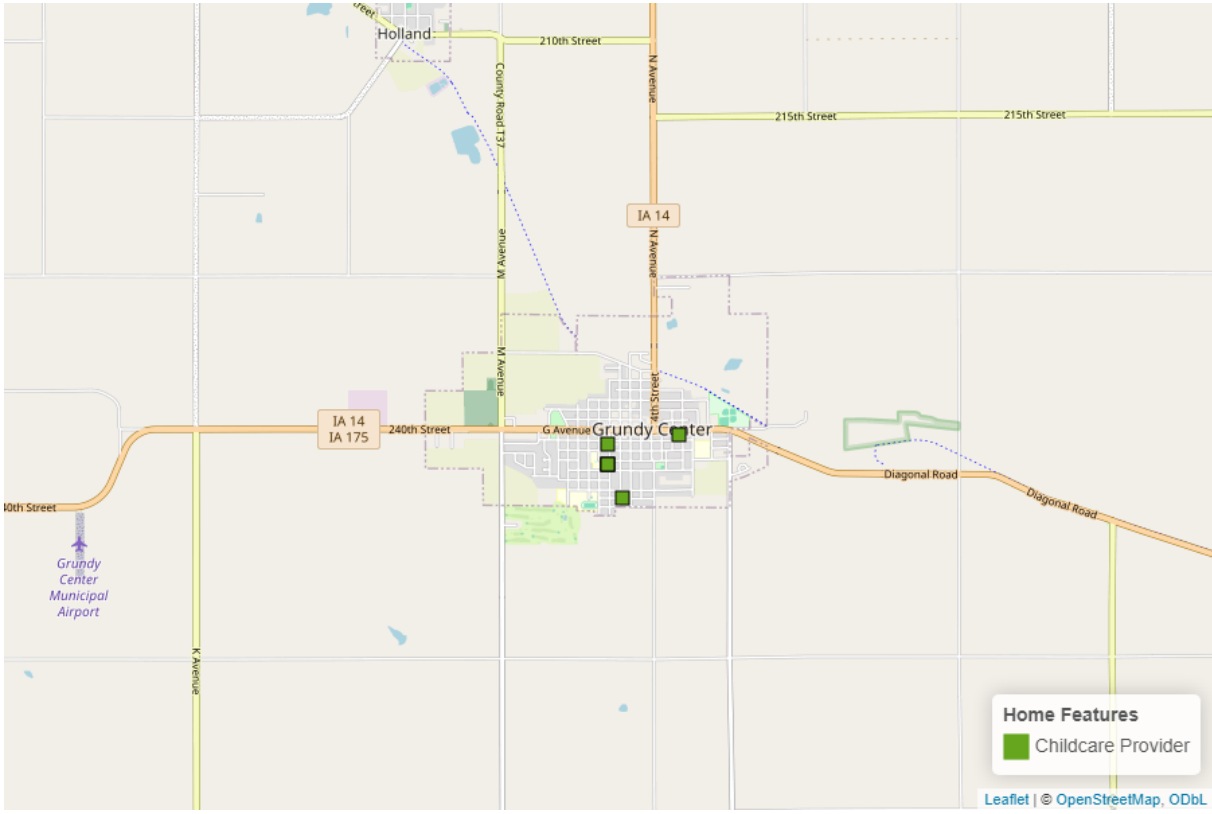 reet
Holland
210th Street
N Avenue
County Road T37
215th Street
215th Street
IA 14
N Avenue
M Avenue
M Avenue
4th Street
IA 14
IA 175
240th Street
G Avenue
Grundy Center
Diagonal Road
Diagonal Road
40th Street
Grundy
Center
Municipal
Airport
K Avenue
Home Features
Childcare Provider
Leaflet | © OpenStreetMap, ODbL